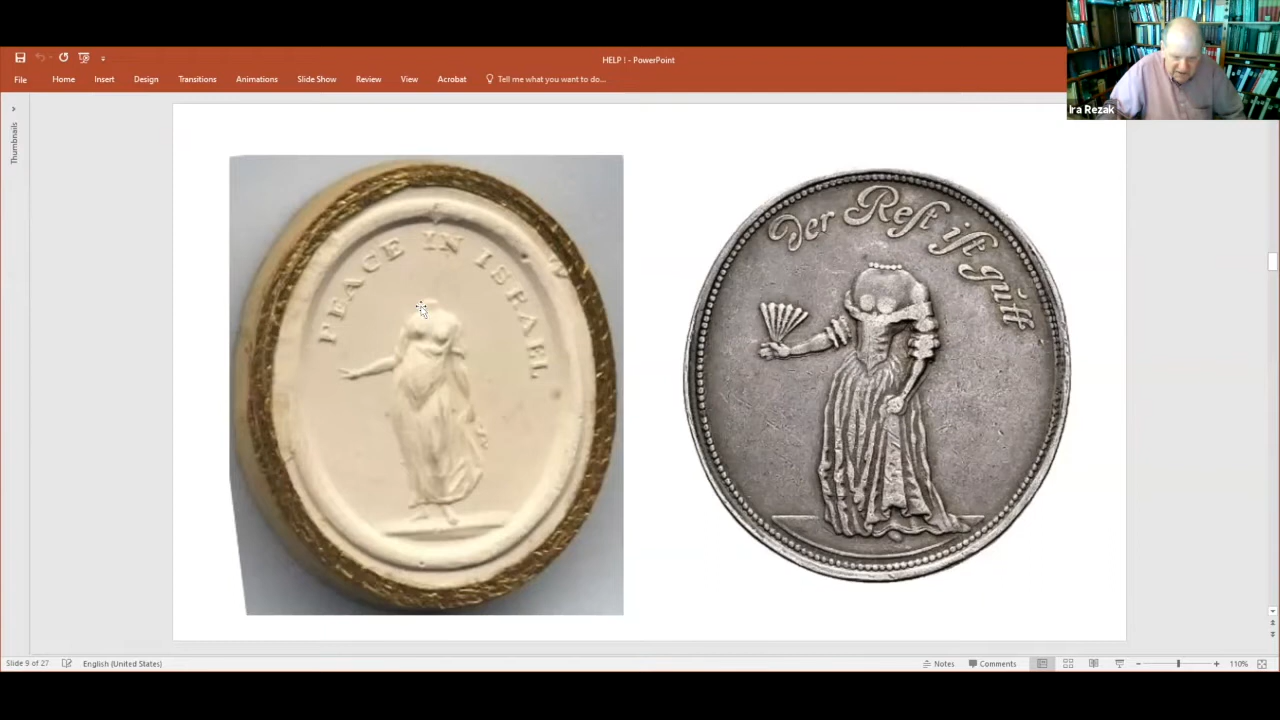 HELP ! - PowerPoint
File Home Insert Design Transitions Animations Slide Show Review View Acrobat Tell me what you want to do...
Ira Rezak
Thumbnails
PEACE IN ISRAEL
Der Rest ist gůtt
Slide 9 of 27 English (United States) Notes Comments 110%